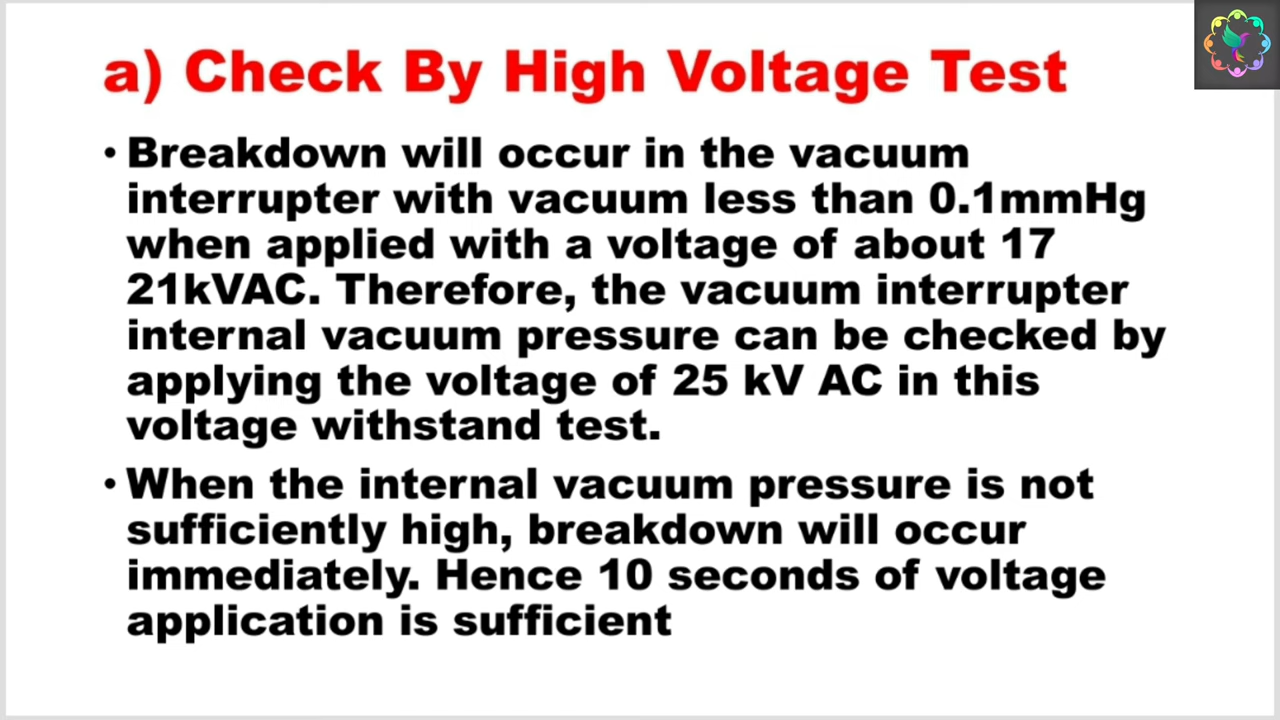 a) Check By High Voltage Test
• Breakdown will occur in the vacuum
interrupter with vacuum less than 0.1mmHg
when applied with a voltage of about 17
21kVAC. Therefore, the vacuum interrupter
internal vacuum pressure can be checked by
applying the voltage of 25 kV AC in this
voltage withstand test.
• When the internal vacuum pressure is not
sufficiently high, breakdown will occur
immediately. Hence 10 seconds of voltage
application is sufficient